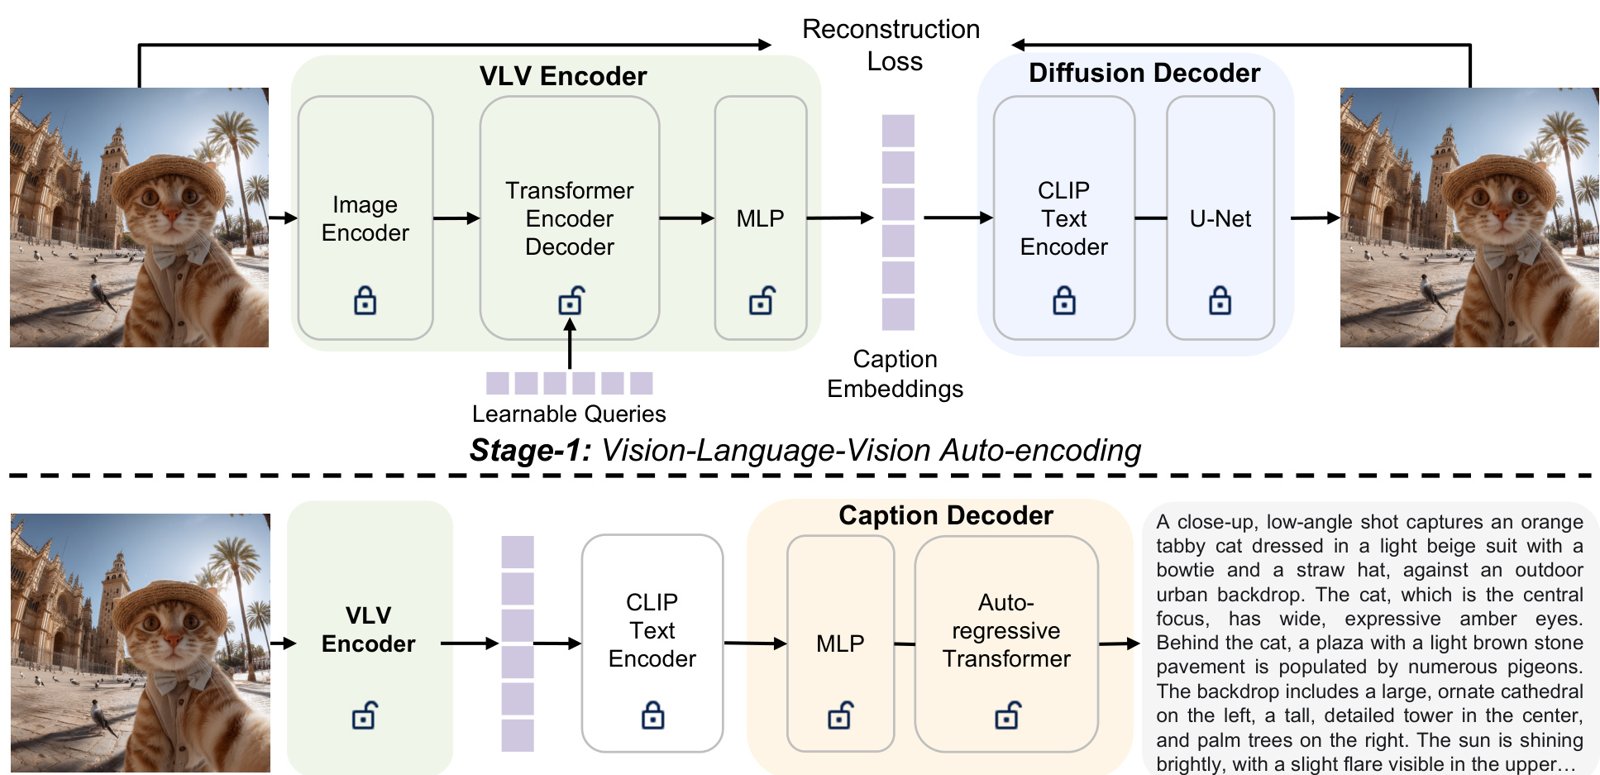 Reconstruction
Loss
VLV Encoder
Diffusion Decoder
Image
Encoder
Transformer
Encoder
Decoder
MLP
CLIP
Text
Encoder
U-Net
Caption
Embeddings
Learnable Queries
Stage-1: Vision-Language-Vision Auto-encoding
Caption Decoder
VLV
Encoder
CLIP
Text
Encoder
MLP
Auto-
regressive
Transformer
A close-up, low-angle shot captures an orange
tabby cat dressed in a light beige suit with a
bowtie and a straw hat, against an outdoor
urban backdrop. The cat, which is the central
focus, has wide, expressive amber eyes.
Behind the cat, a plaza with a light brown stone
pavement is populated by numerous pigeons.
The backdrop includes a large, ornate cathedral
on the left, a tall, detailed tower in the center,
and palm trees on the right. The sun is shining
brightly, with a slight flare visible in the upper…